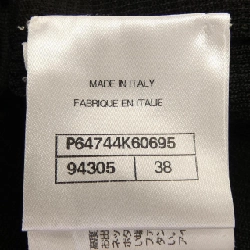 MADE IN ITALY
FABRIQUE EN ITALIE
P64744K60695
94305 38